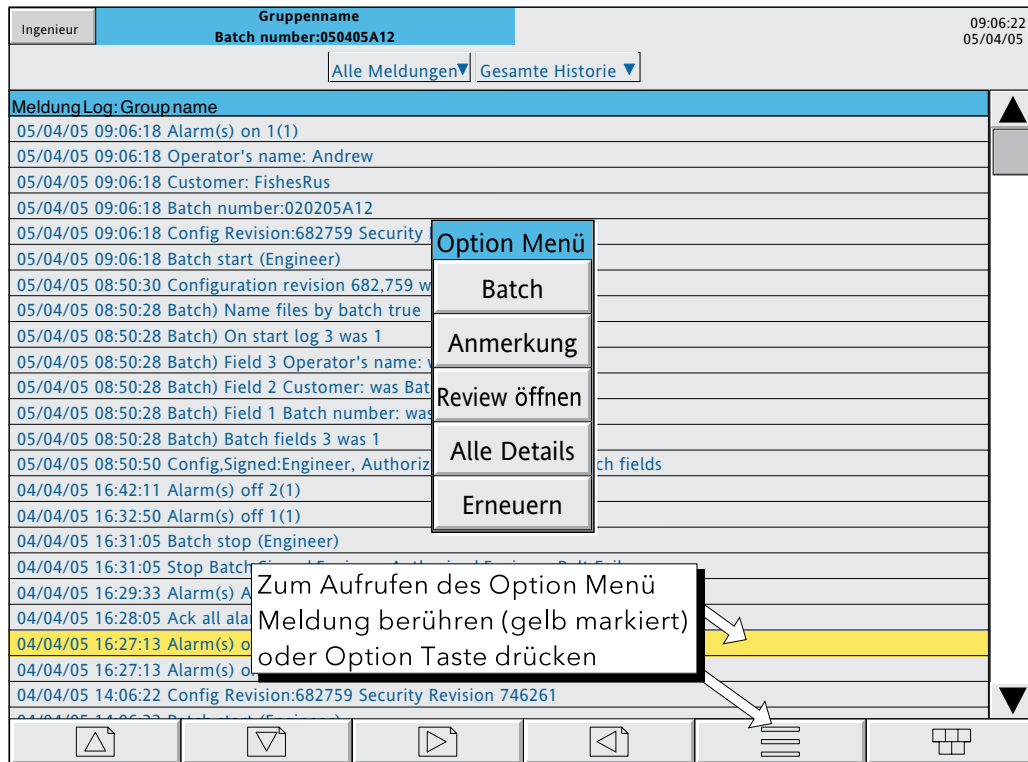 Ingenieur
Gruppenname
Batch number:050405A12
09:06:22
05/04/05
Alle Meldungen
Gesamte Historie
Meldung Log: Group name
05/04/05 09:06:18 Alarm(s) on 1(1)
05/04/05 09:06:18 Operator's name: Andrew
05/04/05 09:06:18 Customer: FishesRus
05/04/05 09:06:18 Batch number:020205A12
05/04/05 09:06:18 Config Revision:682759 Security
05/04/05 09:06:18 Batch start (Engineer)
05/04/05 08:50:30 Configuration revision 682,759 w
05/04/05 08:50:28 Batch) Name files by batch true
05/04/05 08:50:28 Batch) On start log 3 was 1
05/04/05 08:50:28 Batch) Field 3 Operator's name: w
05/04/05 08:50:28 Batch) Field 2 Customer: was Bat
05/04/05 08:50:28 Batch) Field 1 Batch number: was
05/04/05 08:50:28 Batch) Batch fields 3 was 1
05/04/05 08:50:50 Config,Signed:Engineer, Authoriz ch fields
04/04/05 16:42:11 Alarm(s) off 2(1)
04/04/05 16:32:50 Alarm(s) off 1(1)
04/04/05 16:31:05 Batch stop (Engineer)
04/04/05 16:31:05 Stop Batch
04/04/05 16:29:33 Alarm(s) A
04/04/05 16:28:05 Ack all ala
04/04/05 16:27:13 Alarm(s) o
04/04/05 16:27:13 Alarm(s) o
04/04/05 14:06:22 Config Revision:682759 Security Revision 746261
Option Menü
Batch
Anmerkung
Review öffnen
Alle Details
Erneuern
Zum Aufrufen des Option Menü
Meldung berühren (gelb markiert)
oder Option Taste drücken